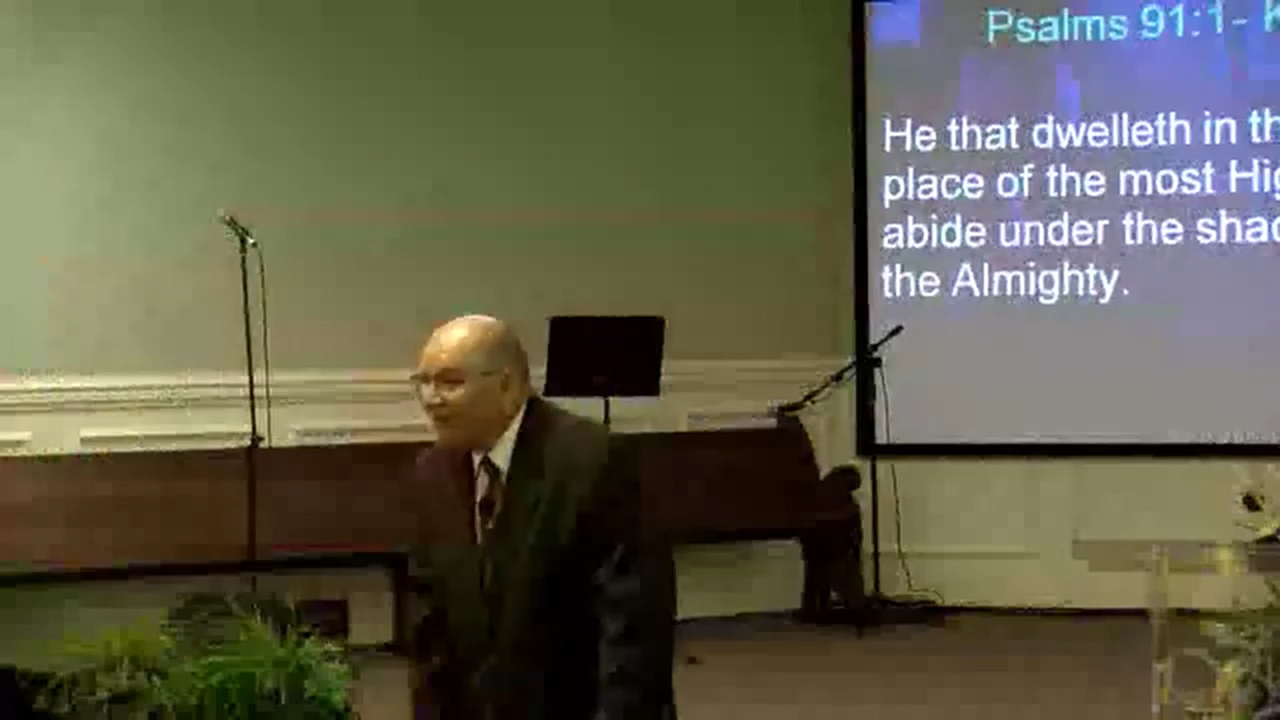 Psalms 91:1-
He that dwelleth in
place of the most
abide under the
the Almighty.